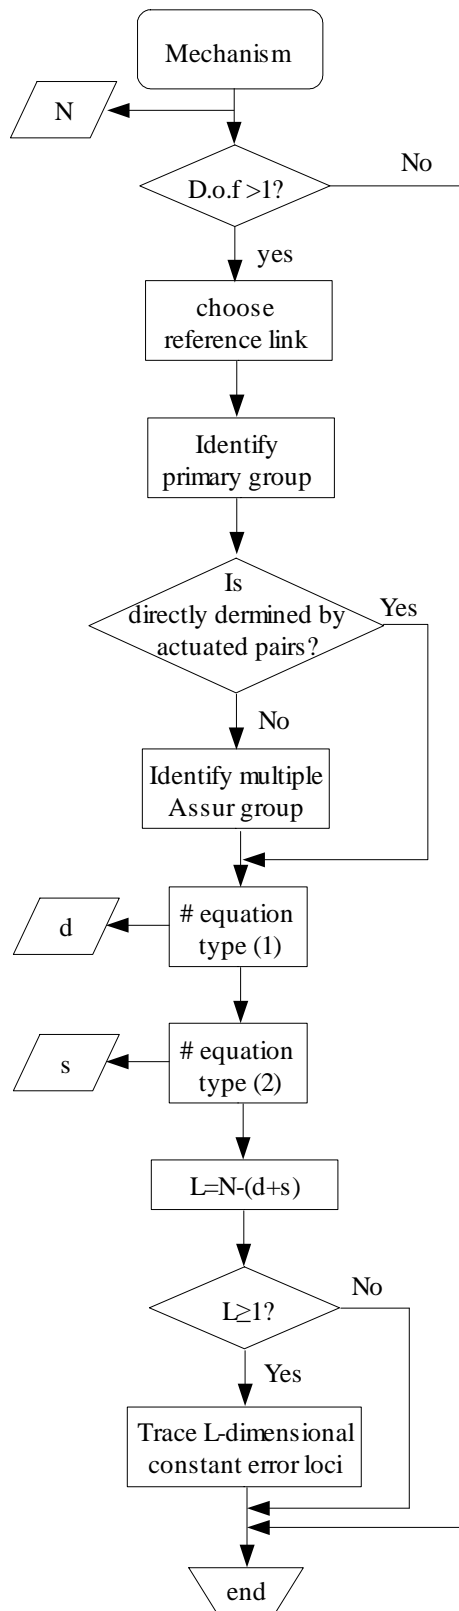 Mechanism
N
No
D.o.f >1?
yes
choose
reference link
Identify
primary group
Is
directly dermined by
actuated pairs?
Yes
No
Identify multiple
Assur group
# equation
type (1)
d
# equation
type (2)
s
L=N-(d+s)
No
L≥1?
Yes
Trace L-dimensional
constant error loci
end